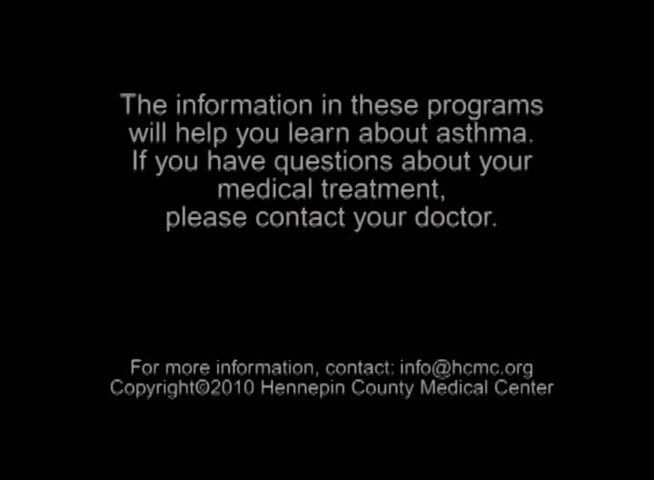 The information in these programs
will help you learn about asthma.
If you have questions about your
medical treatment,
please contact your doctor.
For more information, contact: info@hcmc.org
Copyright©2010 Hennepin County Medical Center